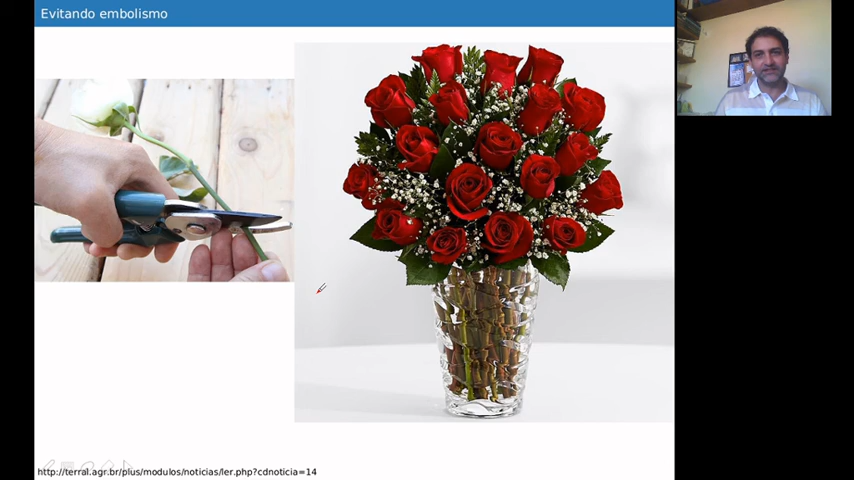 Evitando embolismo
http://terral.agr.br/plus/modulos/noticias/ler.php?cdnoticia=14